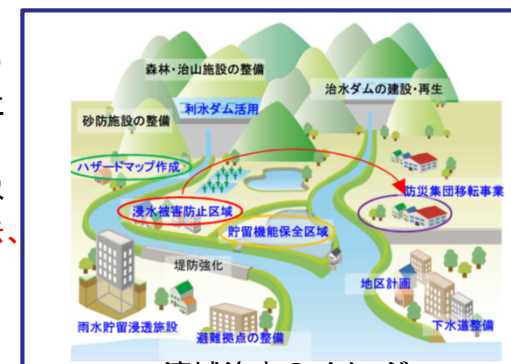 森林・治山施設の整備
治水ダムの建設・再生
利水ダム活用
砂防施設の整備
ハザードマップ作成
防災集団移転事業
浸水被害防止区域
貯留機能保全区域
堤防強化
地区計画
雨水貯留浸透施設
下水道整備
避難拠点の整備